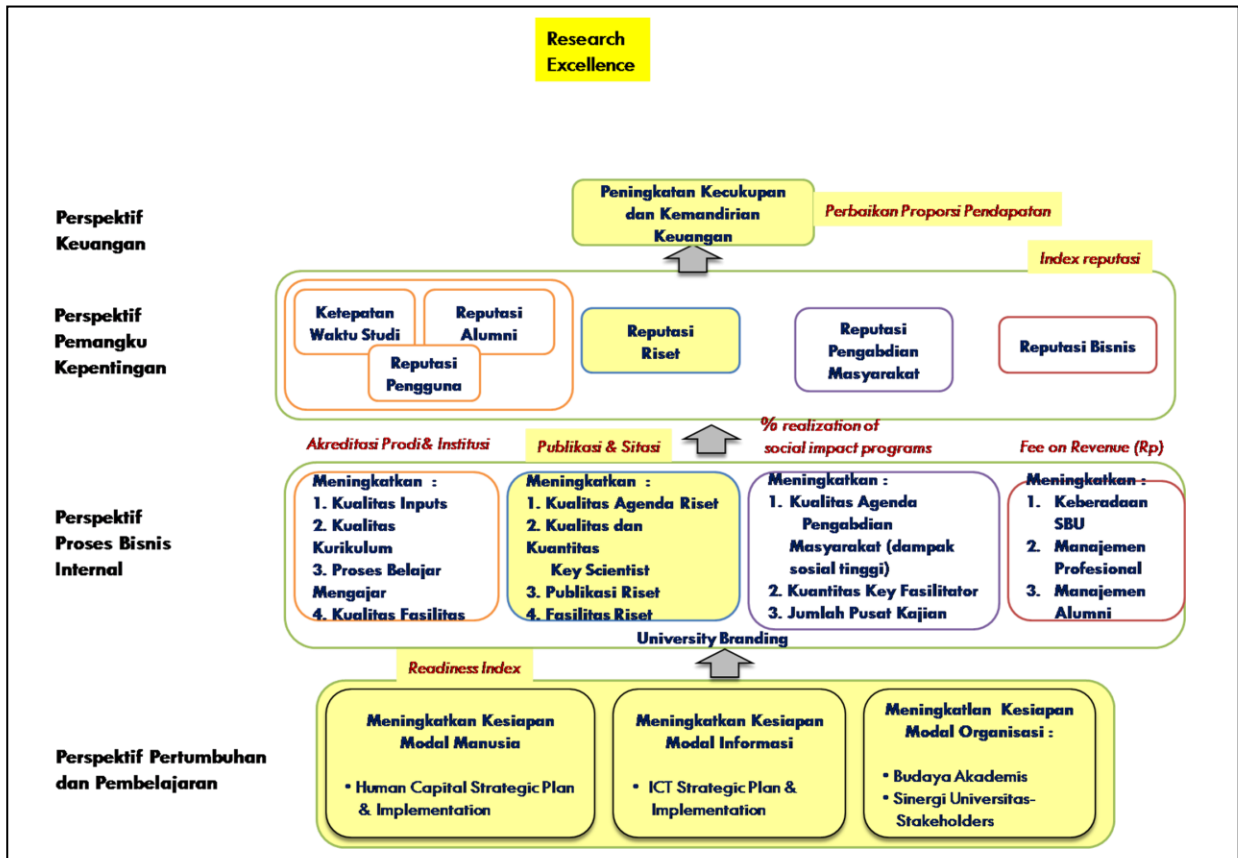 Research
Excellence
Perspektif
Keuangan
Peningkatan Kecukupan
dan Kemandirian
Keuangan
Perbaikan Proporsi Pendapatan
Index reputasi
Perspektif
Pemangku
Kepentingan
Ketepatan
Waktu Studi
Reputasi
Alumni
Reputasi
Pengguna
Reputasi
Riset
Reputasi
Pengabdian
Masyarakat
Reputasi Bisnis
Akreditasi Prodi & Institusi
Publikasi & Sitasi
% realization of
social impact programs
Fee on Revenue (Rp)
Perspektif
Proses Bisnis
Internal
Meningkatkan :
1. Kualitas Inputs
2. Kualitas
Kurikulum
3. Proses Belajar
Mengajar
4. Kualitas Fasilitas
Meningkatkan :
1. Kualitas Agenda Riset
2. Kualitas dan
Kuantitas
Key Scientist
3. Publikasi Riset
4. Fasilitas Riset
Meningkatkan :
1. Kualitas Agenda
Pengabdian
Masyarakat (dampak
sosial tinggi)
2. Kuantitas Key Fasilitator
3. Jumlah Pusat Kajian
Meningkatkan :
1. Keberadaan
SBU
2. Manajemen
Profesional
3. Manajemen
Alumni
University Branding
Readiness Index
Perspektif Pertumbuhan
dan Pembelajaran
Meningkatkan Kesiapan
Modal Manusia
• Human Capital Strategic Plan
& Implementation
Meningkatkan Kesiapan
Modal Informasi
• ICT Strategic Plan &
Implementation
Meningkatlan Kesiapan
Modal Organisasi :
• Budaya Akademis
• Sinergi Universitas-
Stakeholders